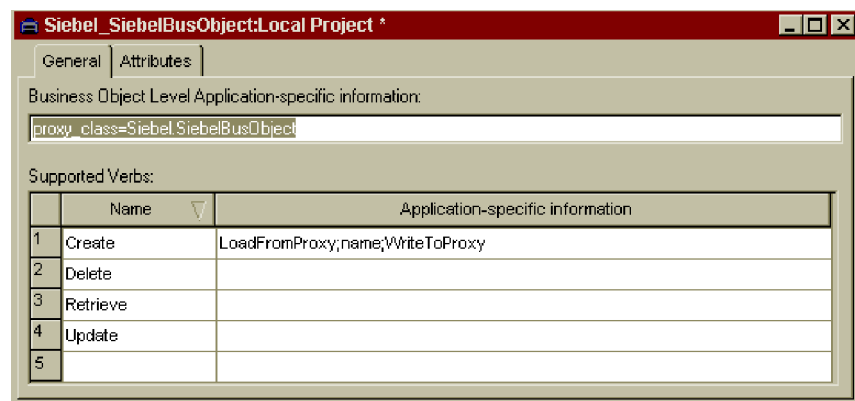 Siebel_SiebelBusObject:Local Project *
General Attributes
Business Object Level Application-specific information:
proxy_class=Siebel.SiebelBusObject
Supported Verbs:
Name Application-specific information
1 Create LoadFromProxy;name;WriteToProxy
2 Delete
3 Retrieve
4 Update
5